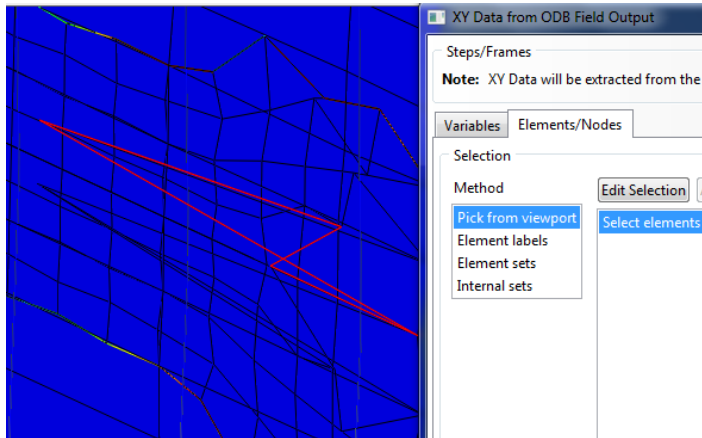 XY Data from ODB Field Output
Steps/Frames
Note: XY Data will be extracted from the
Variables
Elements/Nodes
Selection
Method
Edit Selection
Pick from viewport
Select elements
Element labels
Element sets
Internal sets